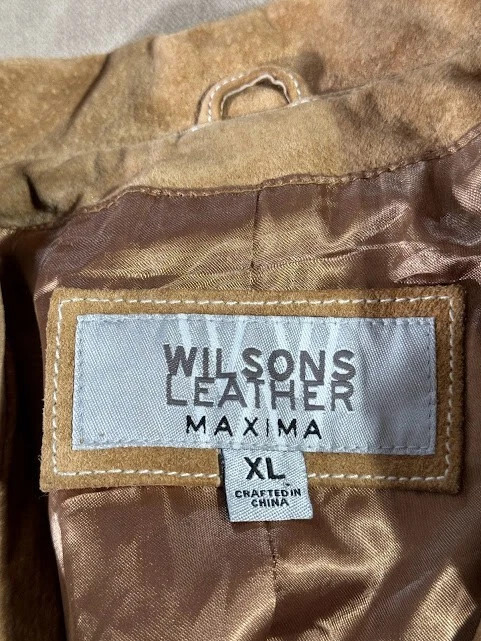 WILSONS
LEATHER
MAXIMA
XL
CRAFTED IN
CHINA